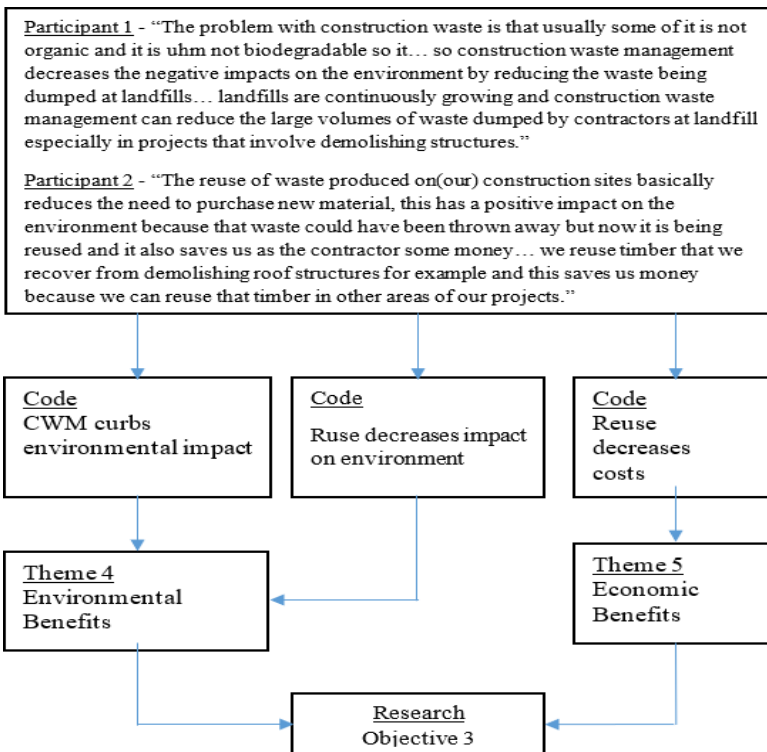 Participant 1 - “The problem with construction waste is that usually some of it is not
organic and it is uhm not biodegradable so it… so construction waste management
decreases the negative impacts on the environment by reducing the waste being
dumped at landfills… landfills are continuously growing and construction waste
management can reduce the large volumes of waste dumped by contractors at landfill
especially in projects that involve demolishing structures.”
Participant 2 - “The reuse of waste produced on(our) construction sites basically
reduces the need to purchase new material, this has a positive impact on the
environment because that waste could have been thrown away but now it is being
reused and it also saves us as the contractor some money… we reuse timber that we
recover from demolishing roof structures for example and this saves us money
because we can reuse that timber in other areas of our projects.”
Code
CWM curbs
environmental impact
Code
Ruse decreases impact
on environment
Code
Reuse
decreases
costs
Theme 4
Environmental
Benefits
Theme 5
Economic
Benefits
Research
Objective 3